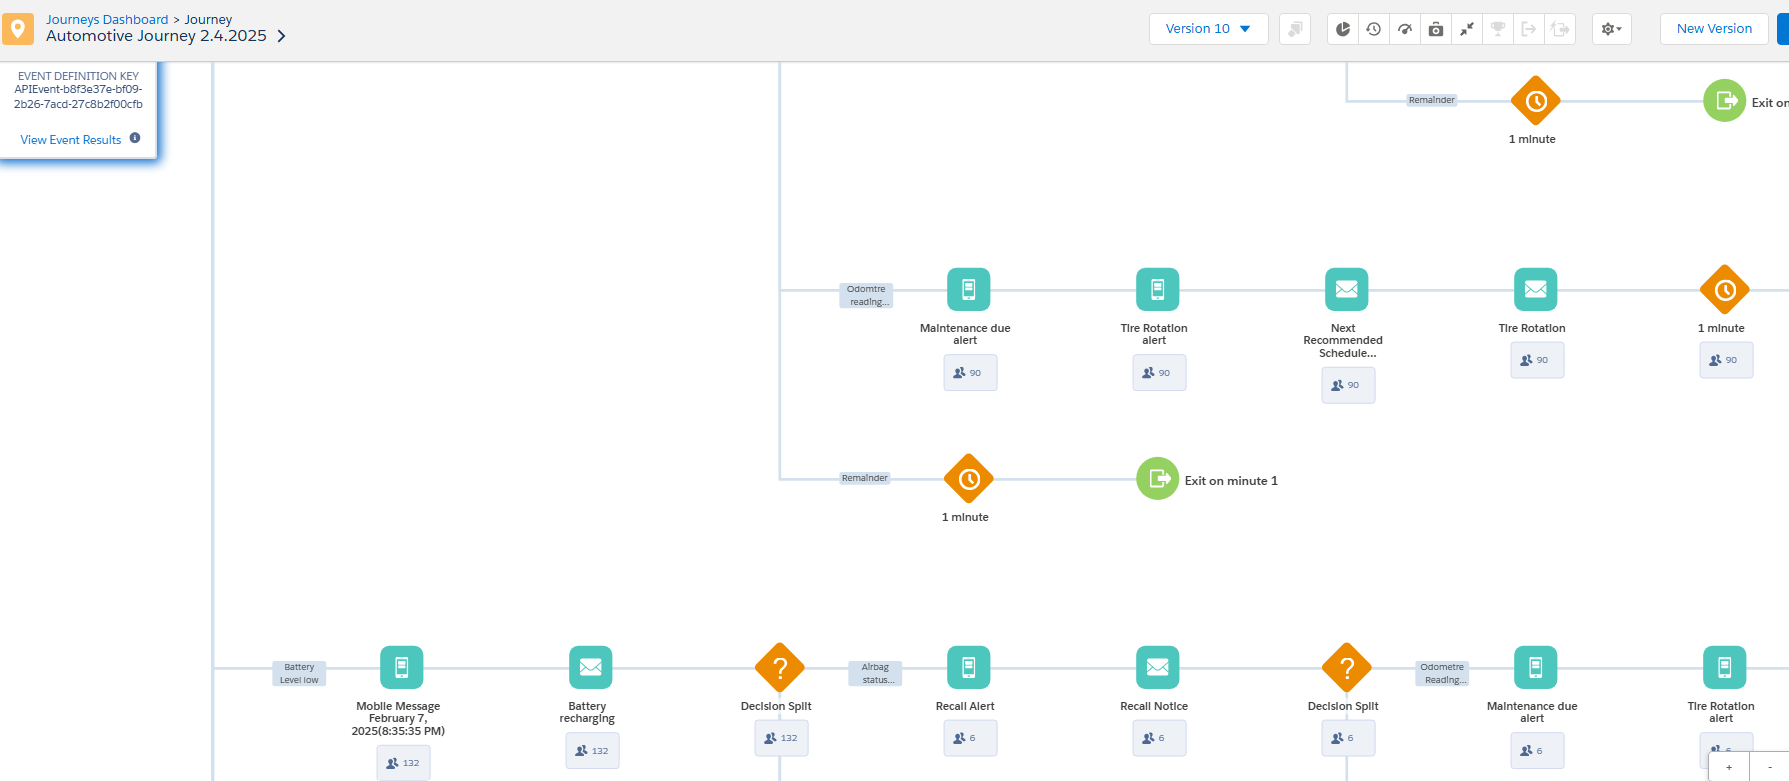 Journeys Dashboard > Journey
Automotive Journey 2.4.2025
Version 10
New Version
EVENT DEFINITION KEY
APIEvent-b8f3e37e-bf09-
2b26-7acd-27c8b2f00cfb
View Event Results
Remainder
1 minute
Exit on
Odomtre
reading...
Maintenance due
alert
90
Tire Rotation
alert
90
Next
Recommended
Schedule...
90
Tire Rotation
90
1 minute
90
Remainder
1 minute
Exit on minute 1
Battery
Level low
Mobile Message
February 7,
2025(8:35:35 PM)
132
Battery
recharging
132
Decision Split
132
Airbag
status...
Recall Alert
6
Recall Notice
6
Decision Split
6
Odometre
Reading...
Maintenance due
alert
6
Tire Rotation
alert
6
+ -